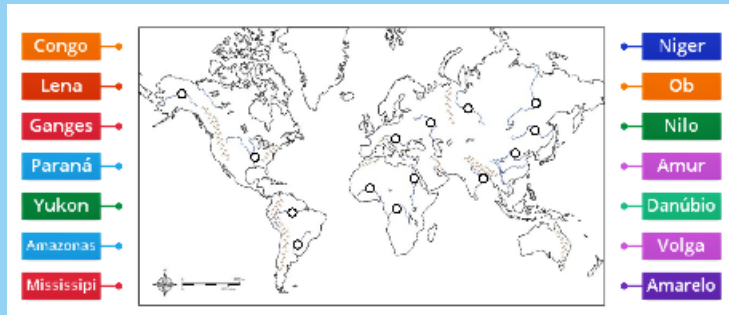 Congo
Lena
Ganges
Paraná
Yukon
Amazonas
Mississipi
Niger
Ob
Nilo
Amur
Danúbio
Volga
Amarelo